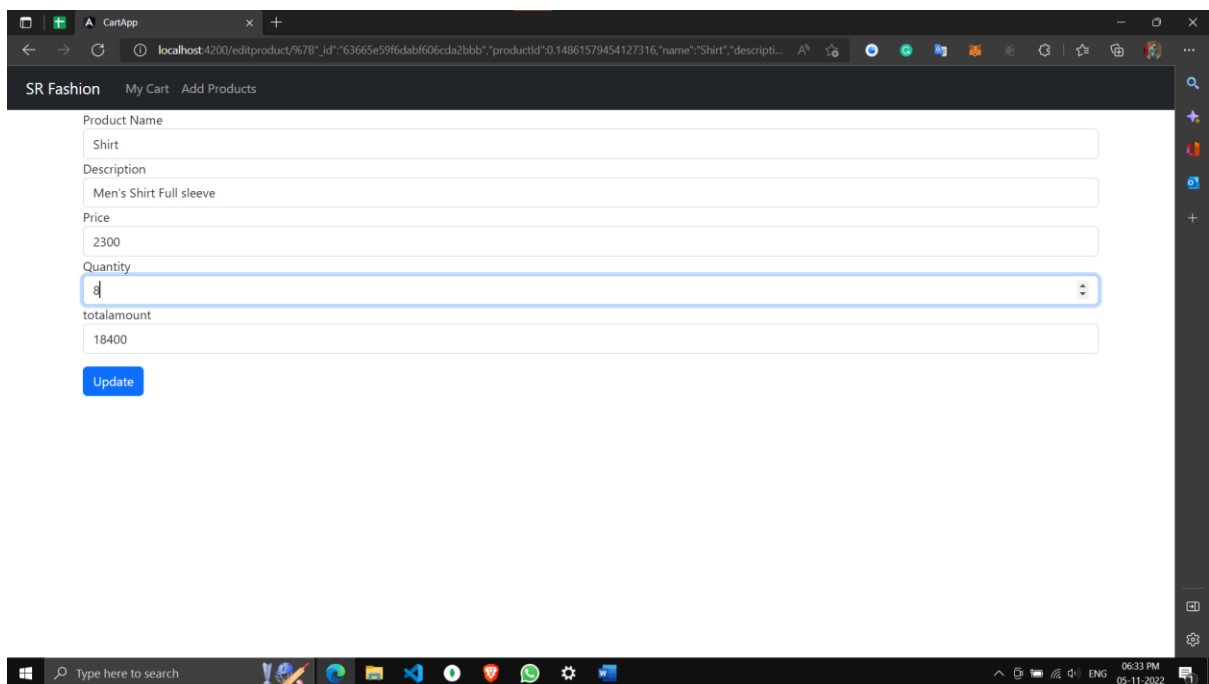 CartApp
localhost:4200/editproduct/%7B"_id":"63665e59f6dabf606cda2bbb","productId":0.14861579454127316,"name":"Shirt","descripti...
SR Fashion My Cart Add Products
Product Name
Shirt
Description
Men's Shirt Full sleeve
Price
2300
Quantity
8
totalamount
18400
Update
Type here to search
ENG
06:33 PM
05-11-2022